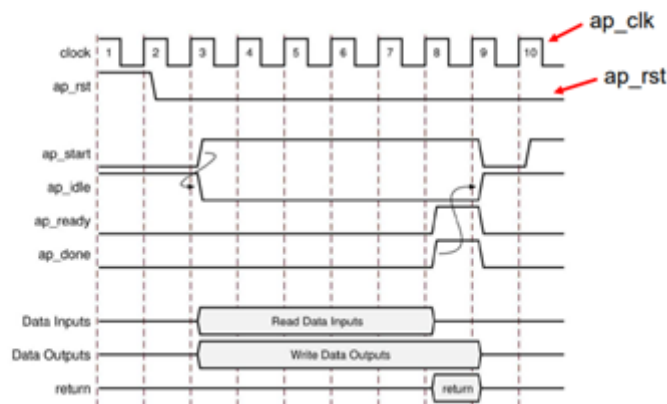 ap_clk
clock 1 2 3 4 5 6 7 8 9 10
ap_rst
ap_rst
ap_start
ap_idle
ap_ready
ap_done
Data Inputs Read Data Inputs
Data Outputs Write Data Outputs
return return